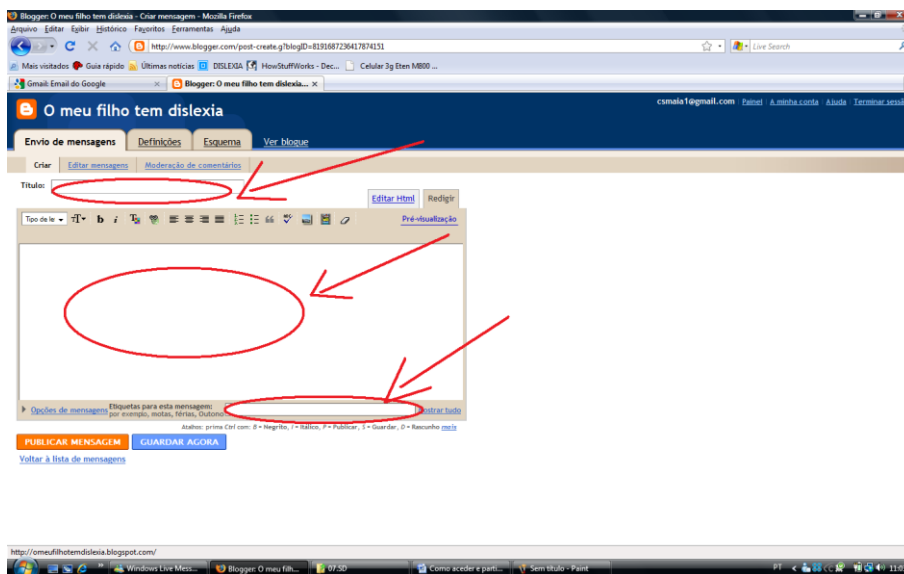 Blogger: O meu filho tem dislexia - Criar mensagem - Mozilla Firefox
Arquivo Editar Exibir Histórico Favoritos Ferramentas Ajuda
http://www.blogger.com/post-create.g?blogID=8191687236417874151 Live Search
Mais visitados Guia rápido Últimas notícias DISLEXIA HowStuffWorks - Dec... Celular 3g Eten M800 ...
Gmail: Email do Google Blogger: O meu filho tem dislexia...
csmaia1@gmail.com Painel A minha conta Ajuda Terminar
O meu filho tem dislexia
Envio de mensagens Definições Esquema Ver blogue
Criar Editar mensagens Moderação de comentários
Título:
Editar Html Redigir
Tipo de le b i Pré-visualização
Opções de mensagens Etiquetas para esta mensagem: Mostrar tudo
por exemplo, motas, férias, Outono
Atalhos: prima Ctrl com: B = Negrito, I = Itálico, P = Publicar, S = Guardar, D = Rascunho mais
PUBLICAR MENSAGEM GUARDAR AGORA
Voltar à lista de mensagens
http://omeufilhotemdislexia.blogspot.com/
Windows Live Mess... Blogger: O meu filh... 07.SD Como aceder e parti... Sem título - Paint PT 11:0